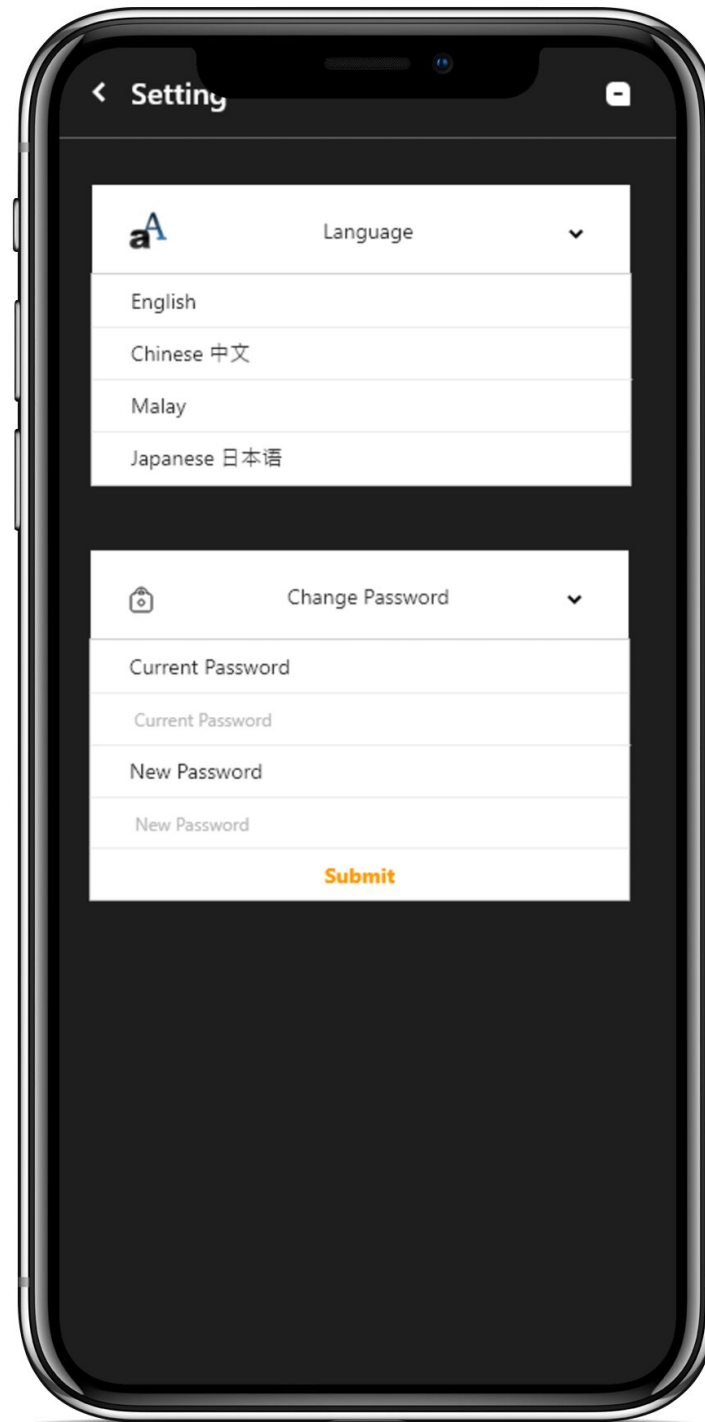 Setting
aA
Language
English
Chinese 中文
Malay
Japanese 日本语
Change Password
Current Password
Current Password
New Password
New Password
Submit